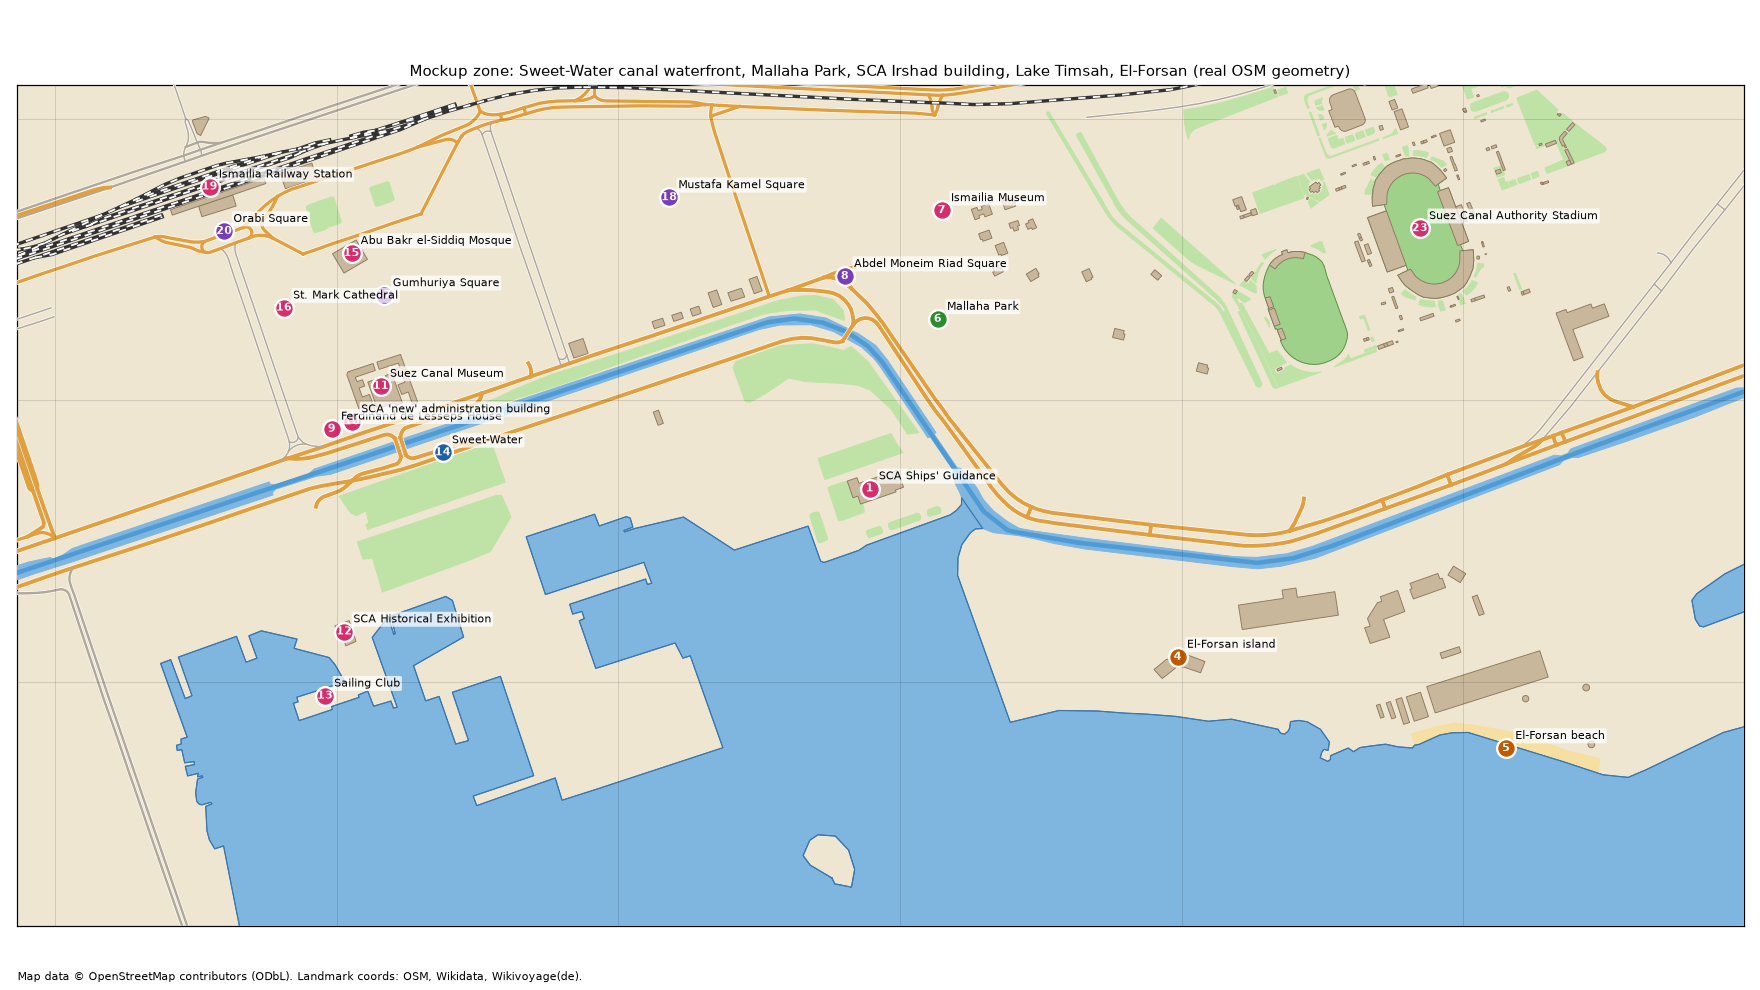 Mockup zone: Sweet-Water canal waterfront, Mallaha Park, SCA Irshad building, Lake Timsah, El-Forsan (real OSM geometry)
19 Ismailia Railway Station
18 Mustafa Kamel Square
7 Ismailia Museum
20 Orabi Square
23 Suez Canal Authority Stadium
15 Abu Bakr el-Siddiq Mosque
8 Abdel Moneim Riad Square
Gumhuriya Square
16 St. Mark Cathedral
6 Mallaha Park
11 Suez Canal Museum
SCA 'new' administration building
9 Ferdinand de Lesseps House
14 Sweet-Water
1 SCA Ships' Guidance
12 SCA Historical Exhibition
4 El-Forsan island
13 Sailing Club
5 El-Forsan beach
Map data © OpenStreetMap contributors (ODbL). Landmark coords: OSM, Wikidata, Wikivoyage(de).